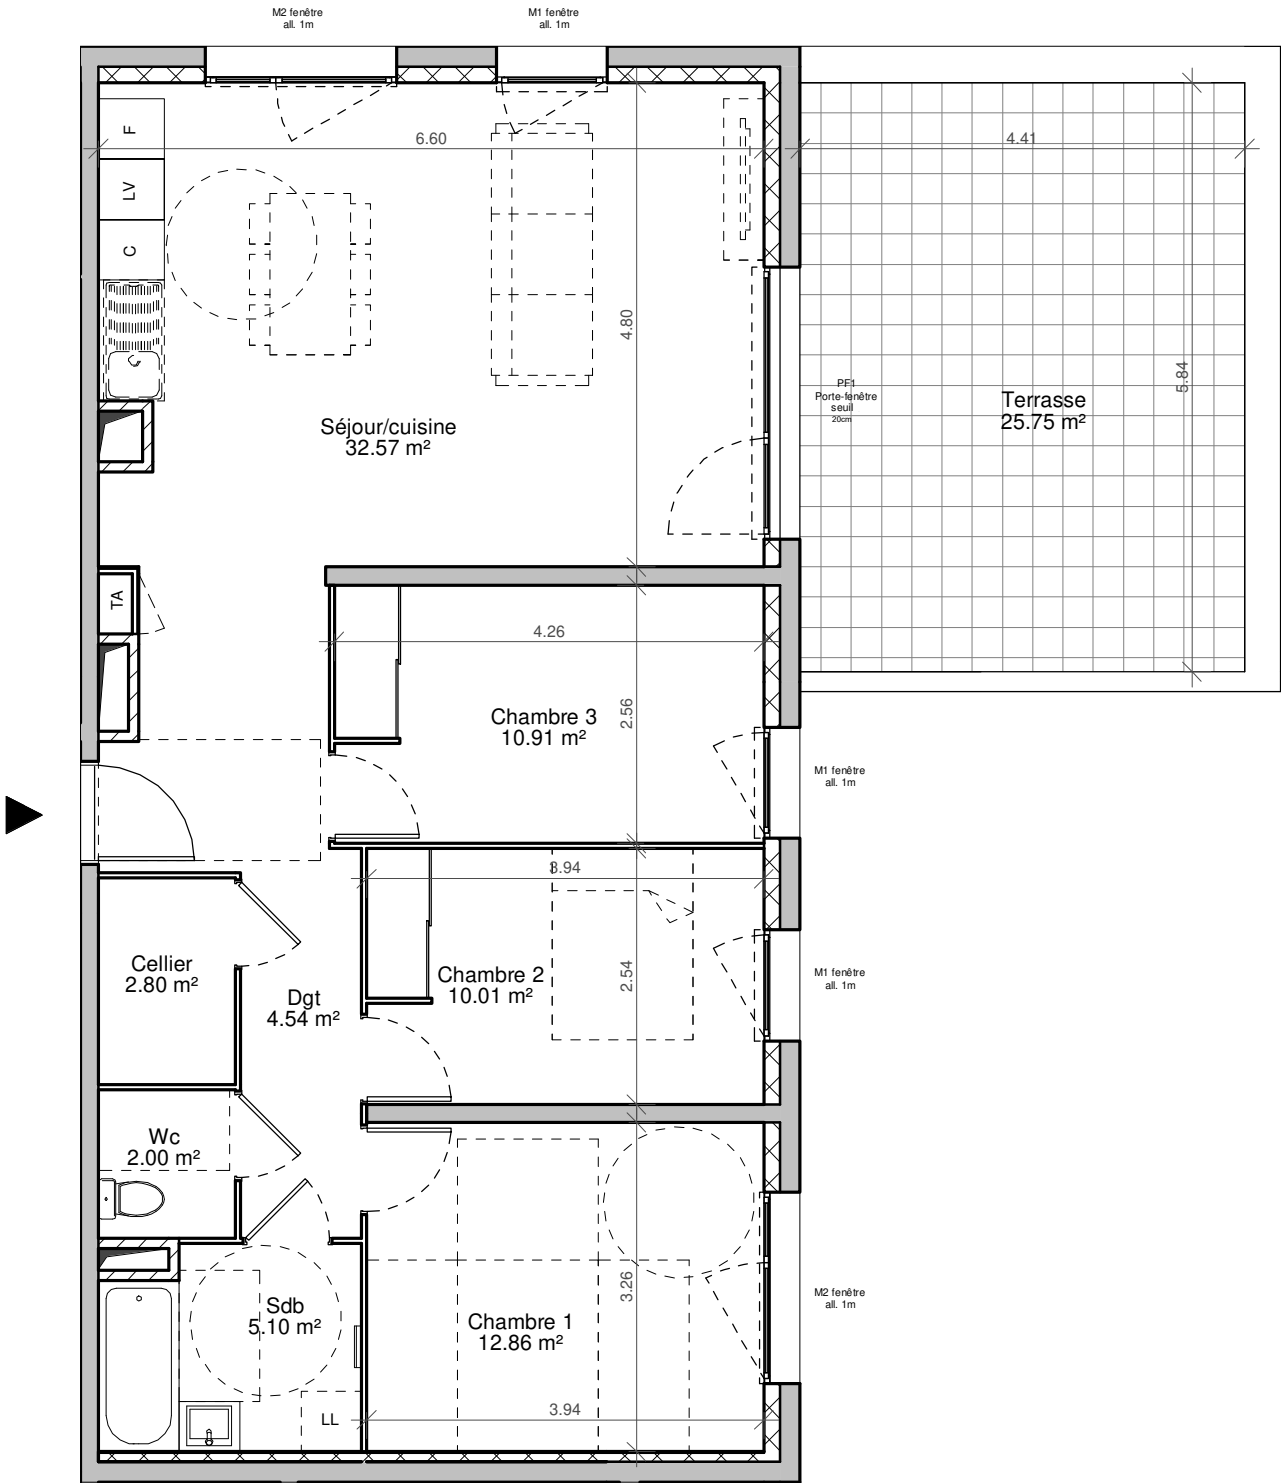 M2 fenêtre
all. 1m
M1 fenêtre
all. 1m
F
6.60
4.41
LV
C
4.80
5.84
PF1
Porte-fenêtre
seuil
20cm
Terrasse
25.75 m²
Séjour/cuisine
32.57 m²
TA
4.26
Chambre 3
10.91 m²
2.56
M1 fenêtre
all. 1m
3.94
Cellier
2.80 m²
Chambre 2
10.01 m²
2.54
M1 fenêtre
all. 1m
Dgt
4.54 m²
Wc
2.00 m²
3.26
M2 fenêtre
all. 1m
Sdb
5.10 m²
Chambre 1
12.86 m²
LL
3.94